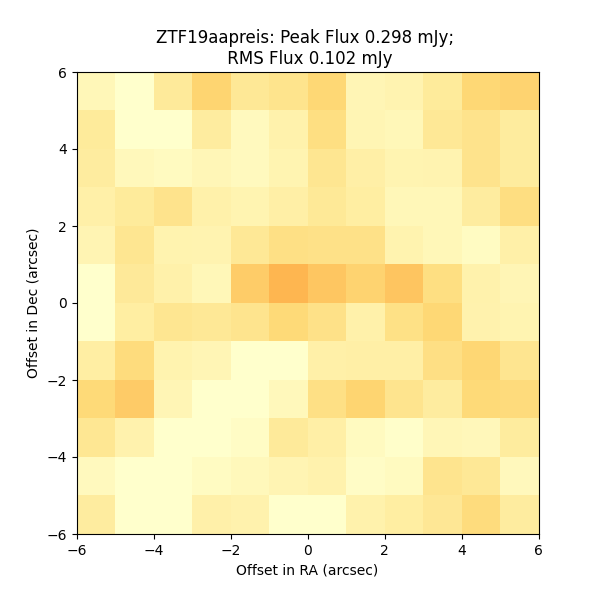 ZTF19aapreis: Peak Flux 0.298 mJy;
RMS Flux 0.102 mJy
6
4
2
0
−2
−4
−6
Offset in Dec (arcsec)
−6 −4 −2 0 2 4 6
Offset in RA (arcsec)